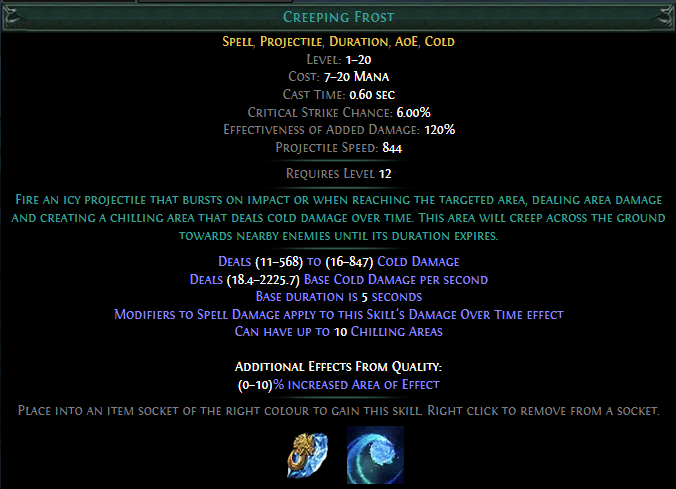 Creeping Frost
Spell, Projectile, Duration, AoE, Cold
Level: 1–20
Cost: 7–20 Mana
Cast Time: 0.60 sec
Critical Strike Chance: 6.00%
Effectiveness of Added Damage: 120%
Projectile Speed: 844
Requires Level 12
Fire an icy projectile that bursts on impact or when reaching the targeted area, dealing area damage
and creating a chilling area that deals cold damage over time. This area will creep across the ground
towards nearby enemies until its duration expires.
Deals (11–568) to (16–847) Cold Damage
Deals (18.4–2225.7) Base Cold Damage per second
Base duration is 5 seconds
Modifiers to Spell Damage apply to this Skill's Damage Over Time effect
Can have up to 10 Chilling Areas
Additional Effects From Quality:
(0–10)% increased Area of Effect
Place into an item socket of the right colour to gain this skill. Right click to remove from a socket.